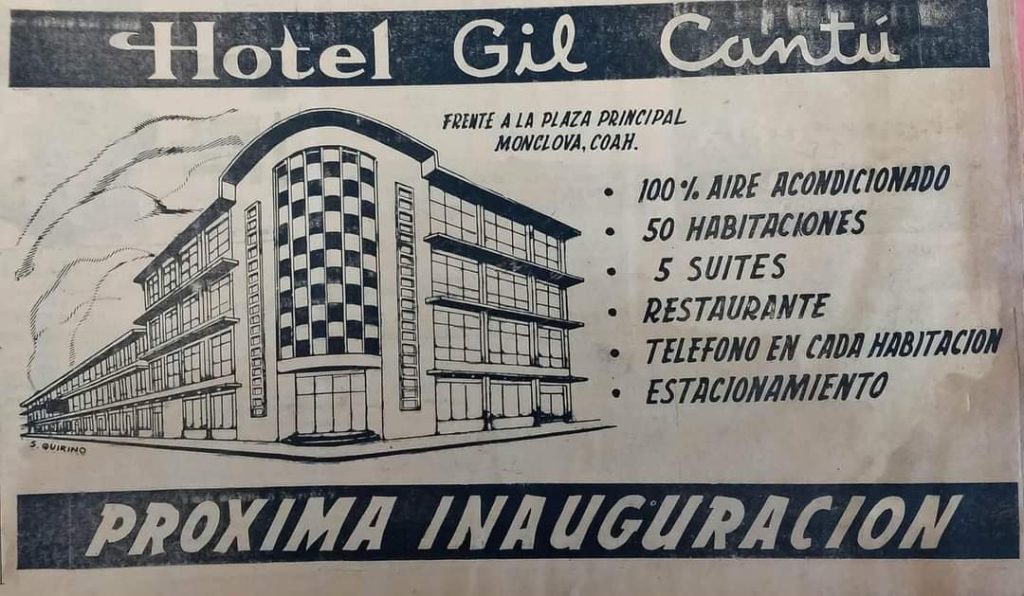 Hotel Gil Cantú
FRENTE A LA PLAZA PRINCIPAL
MONCLOVA, COAH.
• 100% AIRE ACONDICIONADO
• 50 HABITACIONES
• 5 SUITES
• RESTAURANTE
• TELEFONO EN CADA HABITACION
• ESTACIONAMIENTO
S. QUIRINO
PROXIMA INAUGURACION